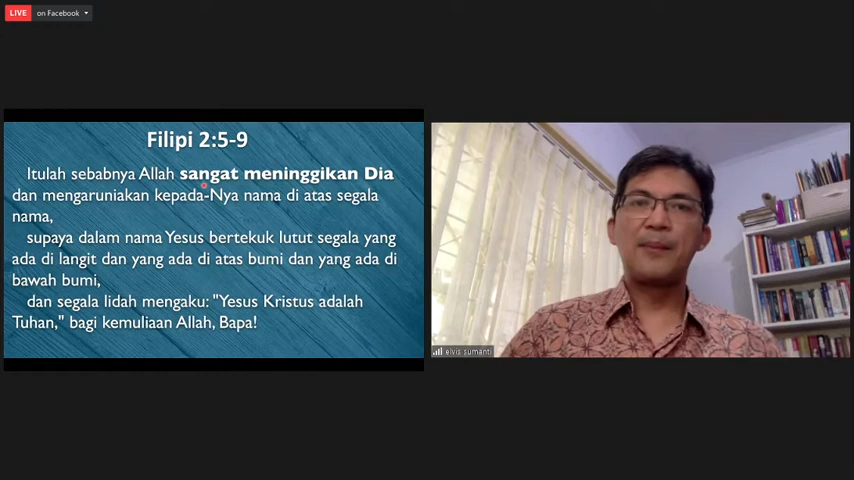 LIVE on Facebook
Filipi 2:5-9
Itulah sebabnya Allah sangat meninggikan Dia
dan mengaruniakan kepada-Nya nama di atas segala
nama,
supaya dalam nama Yesus bertekuk lutut segala yang
ada di langit dan yang ada di atas bumi dan yang ada di
bawah bumi,
dan segala lidah mengaku: "Yesus Kristus adalah
Tuhan," bagi kemuliaan Allah, Bapa!
elvis sumanti